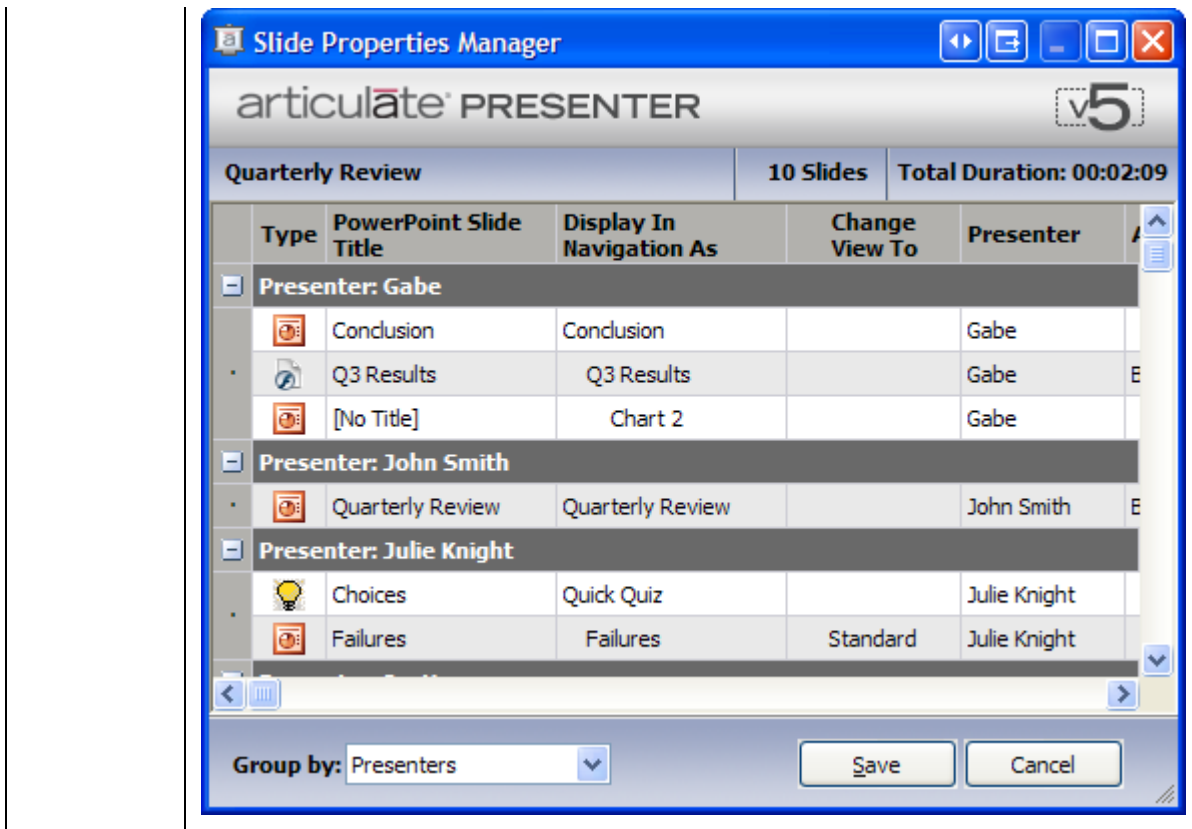 Slide Properties Manager
articulāte PRESENTER v5
Quarterly Review 10 Slides Total Duration: 00:02:09
Type PowerPoint Slide Title Display In Navigation As Change View To Presenter
Presenter: Gabe
Conclusion Conclusion Gabe
Q3 Results Q3 Results Gabe
[No Title] Chart 2 Gabe
Presenter: John Smith
Quarterly Review Quarterly Review John Smith
Presenter: Julie Knight
Choices Quick Quiz Julie Knight
Failures Failures Standard Julie Knight
Group by: Presenters Save Cancel